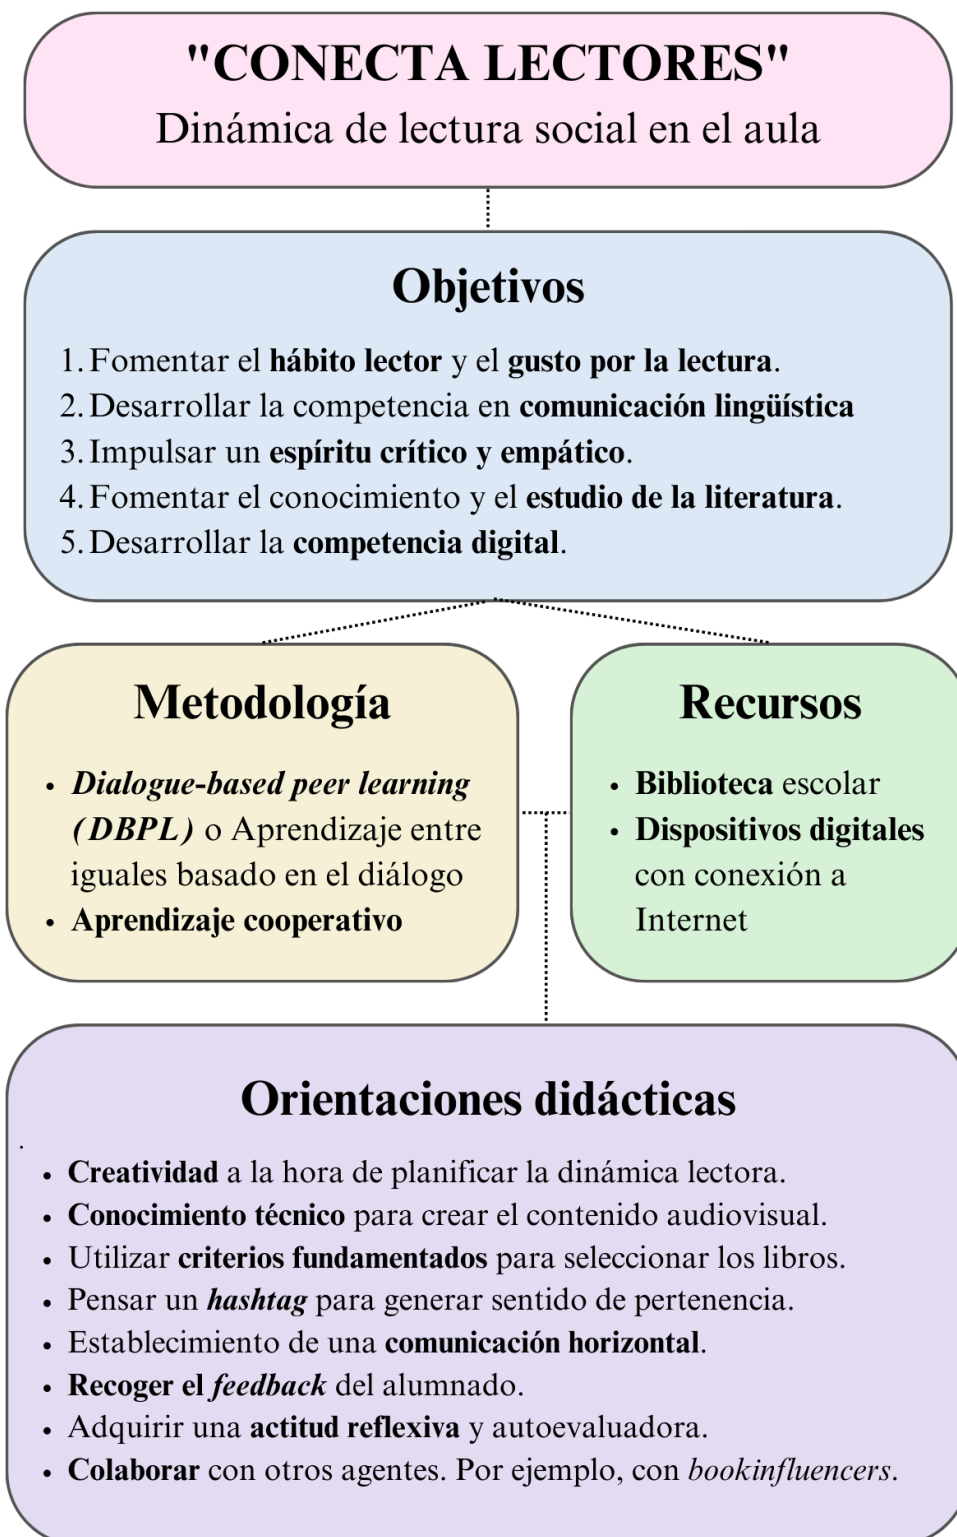 "CONECTA LECTORES"
Dinámica de lectura social en el aula
Objetivos
1. Fomentar el hábito lector y el gusto por la lectura.
2. Desarrollar la competencia en comunicación lingüística
3. Impulsar un espíritu crítico y empático.
4. Fomentar el conocimiento y el estudio de la literatura.
5. Desarrollar la competencia digital.
Metodología
• Dialogue-based peer learning
(DBPL) o Aprendizaje entre
iguales basado en el diálogo
• Aprendizaje cooperativo
Recursos
• Biblioteca escolar
• Dispositivos digitales
con conexión a
Internet
Orientaciones didácticas
.
• Creatividad a la hora de planificar la dinámica lectora.
• Conocimiento técnico para crear el contenido audiovisual.
• Utilizar criterios fundamentados para seleccionar los libros.
• Pensar un hashtag para generar sentido de pertenencia.
• Establecimiento de una comunicación horizontal.
• Recoger el feedback del alumnado.
• Adquirir una actitud reflexiva y autoevaluadora.
• Colaborar con otros agentes. Por ejemplo, con bookinfluencers.